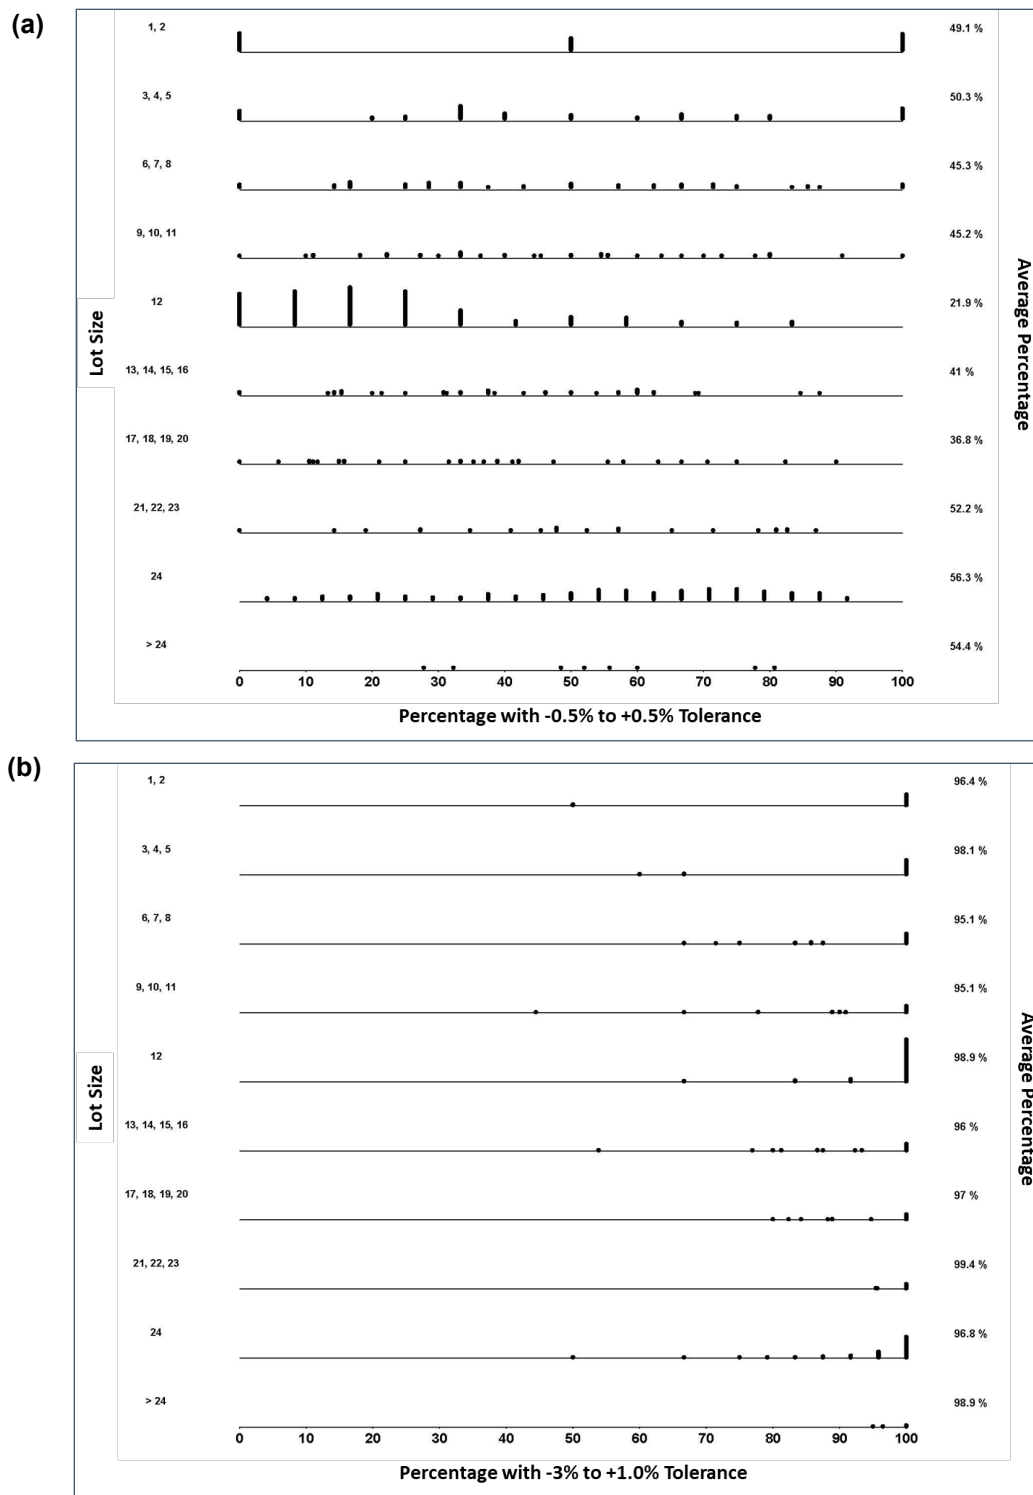 (a)
1, 2
49.1 %
3, 4, 5
50.3 %
6, 7, 8
45.3 %
9, 10, 11
45.2 %
12
21.9 %
13, 14, 15, 16
41 %
17, 18, 19, 20
36.8 %
21, 22, 23
52.2 %
24
56.3 %
> 24
54.4 %
Lot Size
Average Percentage
0 10 20 30 40 50 60 70 80 90 100
Percentage with -0.5% to +0.5% Tolerance
(b)
1, 2
96.4 %
3, 4, 5
98.1 %
6, 7, 8
95.1 %
9, 10, 11
95.1 %
12
98.9 %
13, 14, 15, 16
96 %
17, 18, 19, 20
97 %
21, 22, 23
99.4 %
24
96.8 %
> 24
98.9 %
Lot Size
Average Percentage
0 10 20 30 40 50 60 70 80 90 100
Percentage with -3% to +1.0% Tolerance